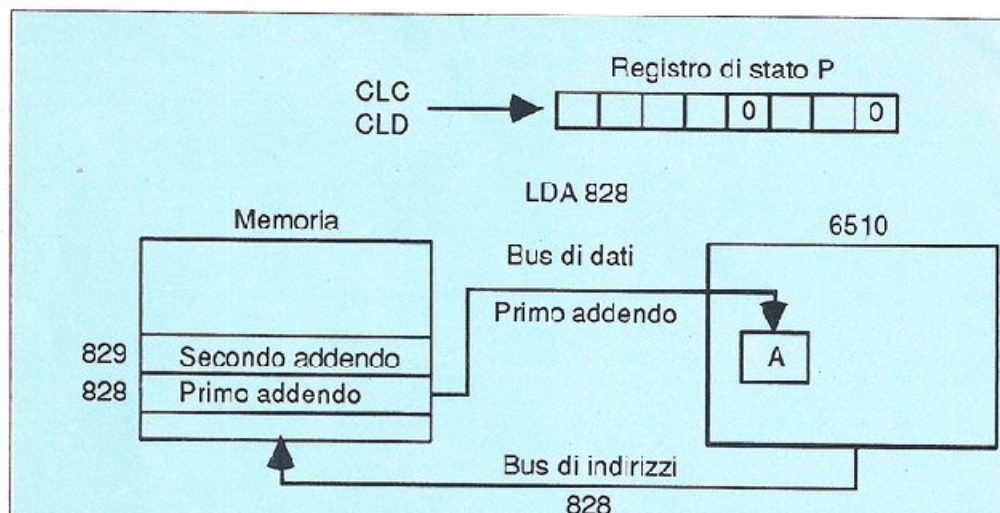 Registro di stato P
CLC
CLD
0 0
LDA 828
Memoria
6510
Bus di dati
Primo addendo
829 Secondo addendo
A
828 Primo addendo
Bus di indirizzi
828